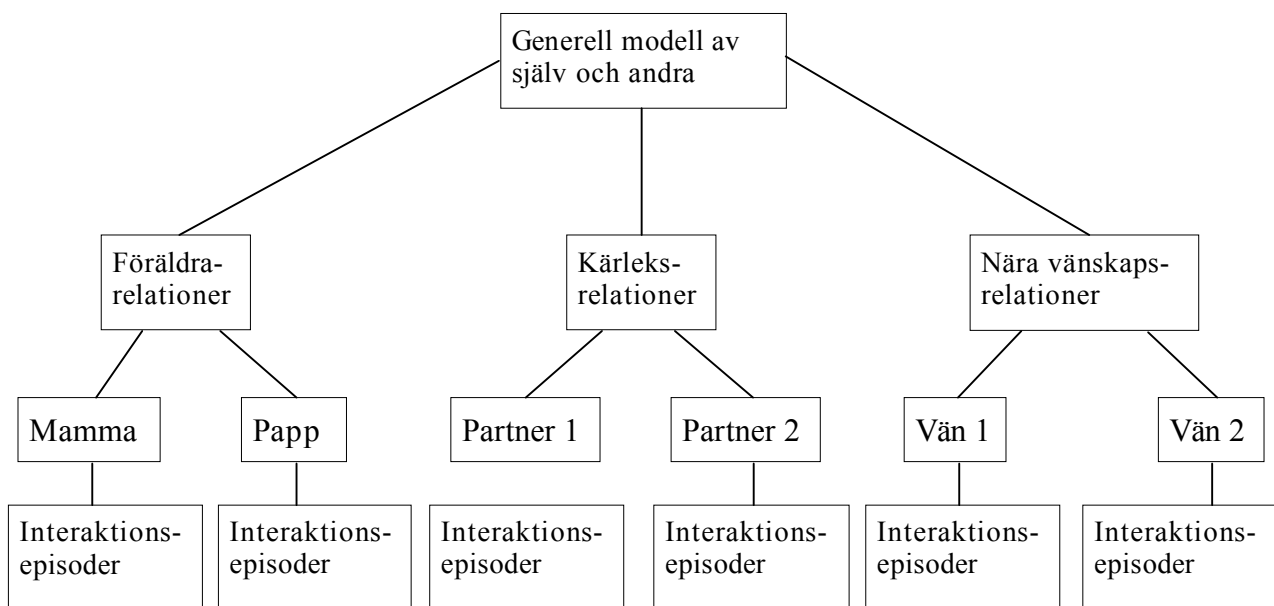 Generell modell av
själv och andra
Föräldra-
relationer
Kärleks-
relationer
Nära vänskaps-
relationer
Mamma
Papp
Partner 1
Partner 2
Vän 1
Vän 2
Interaktions-
episoder
Interaktions-
episoder
Interaktions-
episoder
Interaktions-
episoder
Interaktions-
episoder
Interaktions-
episoder